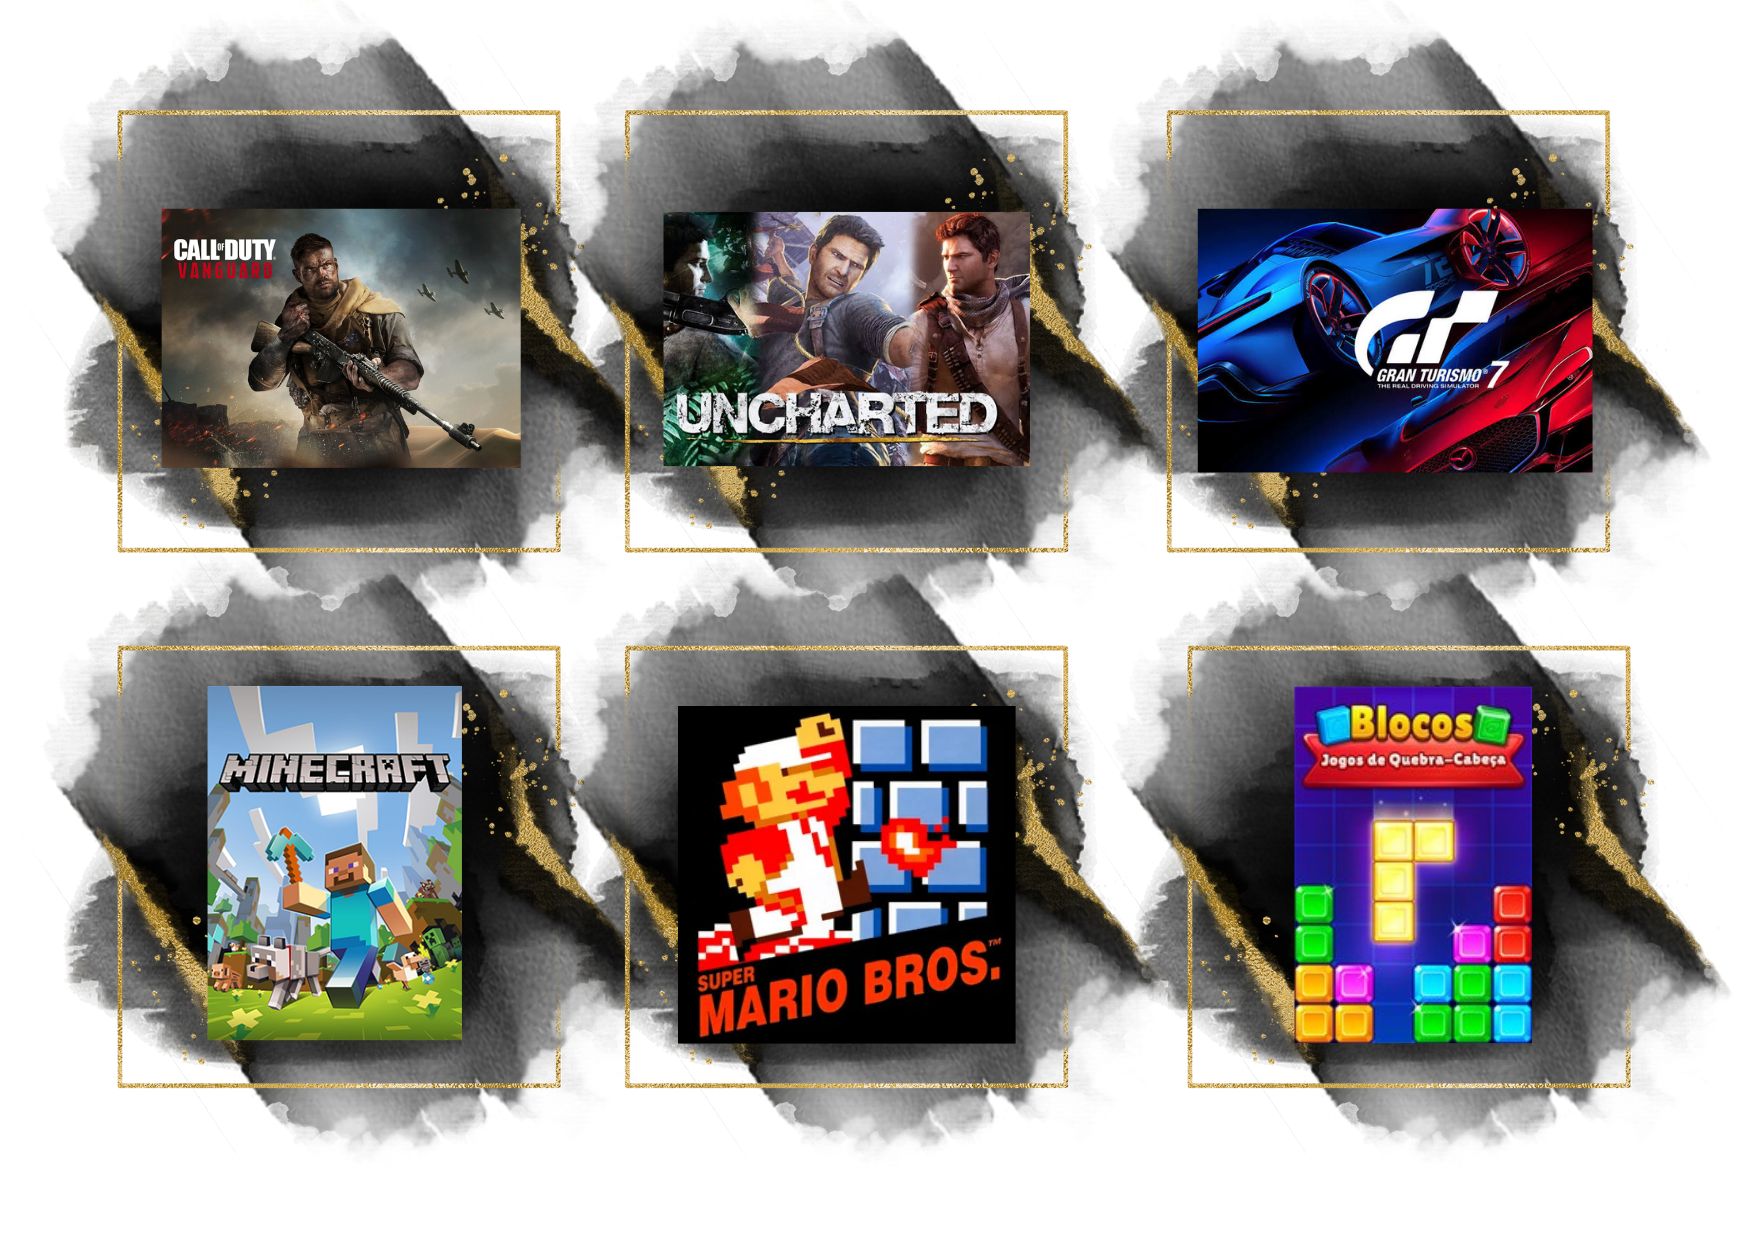 CALL OF DUTY
VANGUARD
UNCHARTED
GRAN TURISMO 7
THE REAL DRIVING SIMULATOR
MINECRAFT
SUPER
MARIO BROS.™
Blocos
Jogos de Quebra-Cabeça